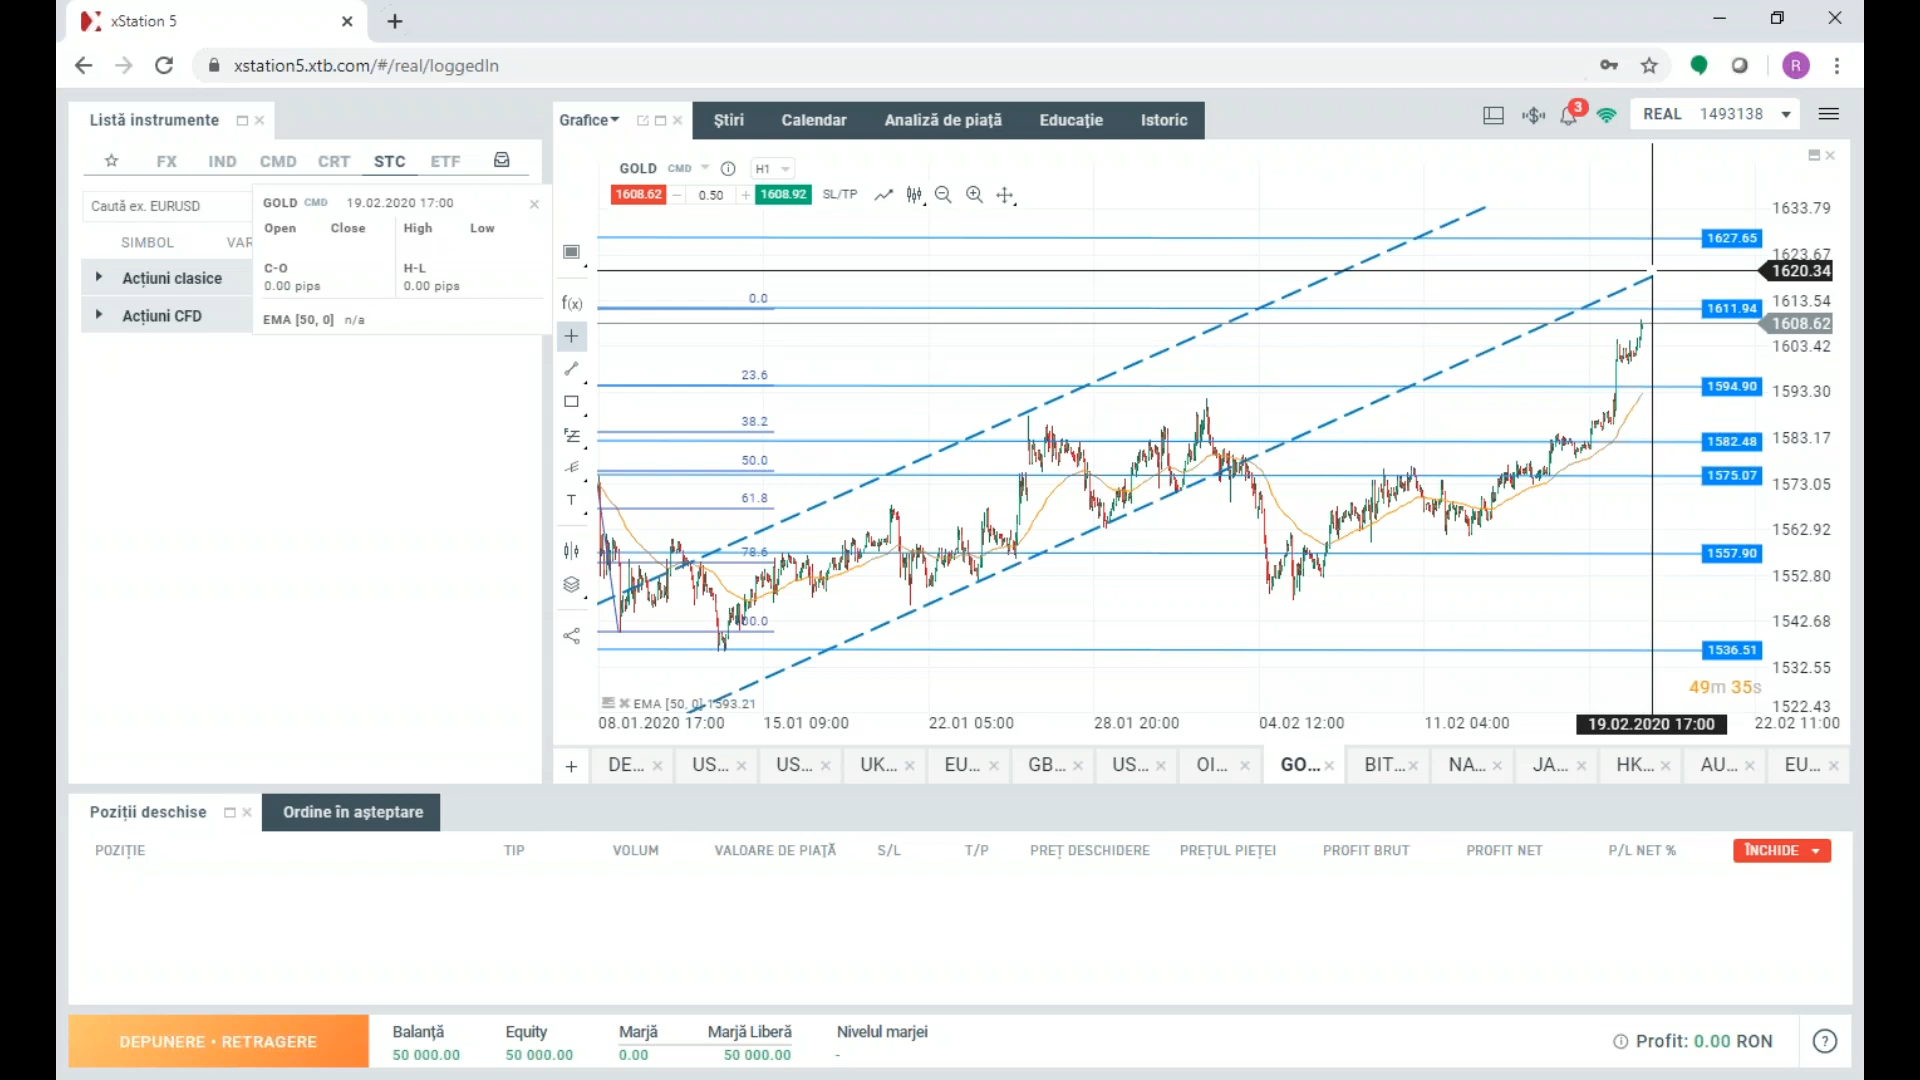 xStation 5
xstation5.xtb.com/#/real/loggedIn
R
Listă instrumente
Grafice
Știri
Calendar
Analiză de piață
Educație
Istoric
3
REAL 1493138
FX IND CMD CRT STC ETF
Caută ex. EURUSD
SIMBOL
VAR
Acțiuni clasice
Acțiuni CFD
GOLD CMD 19.02.2020 17:00
Open Close High Low
C-O H-L
0.00 pips 0.00 pips
EMA [50, 0] n/a
GOLD CMD H1
1608.62 0.50 1608.92 SL/TP
f(x)
T
0.0
23.6
38.2
50.0
61.8
78.6
1633.79
1627.65
1623.67
1620.34
1613.54
1611.94
1608.62
1603.42
1594.90
1593.30
1582.48
1583.17
1575.07
1573.05
1562.92
1557.90
1552.80
1542.68
1536.51
1532.55
49m 35s
1522.43
EMA [50, 0] 1593.21
08.01.2020 17:00 15.01 09:00 22.01 05:00 28.01 20:00 04.02 12:00 11.02 04:00 19.02.2020 17:00 22.02 11:00
DE... US... US... UK... EU... GB... US... OI... GO... BIT... NA... JA... HK... AU... EU...
Poziții deschise
Ordine în așteptare
POZIȚIE TIP VOLUM VALOARE DE PIAȚĂ S/L T/P PREȚ DESCHIDERE PREȚUL PIEȚEI PROFIT BRUT PROFIT NET P/L NET % ÎNCHIDE
DEPUNERE • RETRAGERE
Balanță Equity Marjă Marjă Liberă Nivelul marjei
50 000.00 50 000.00 0.00 50 000.00 -
Profit: 0.00 RON
?